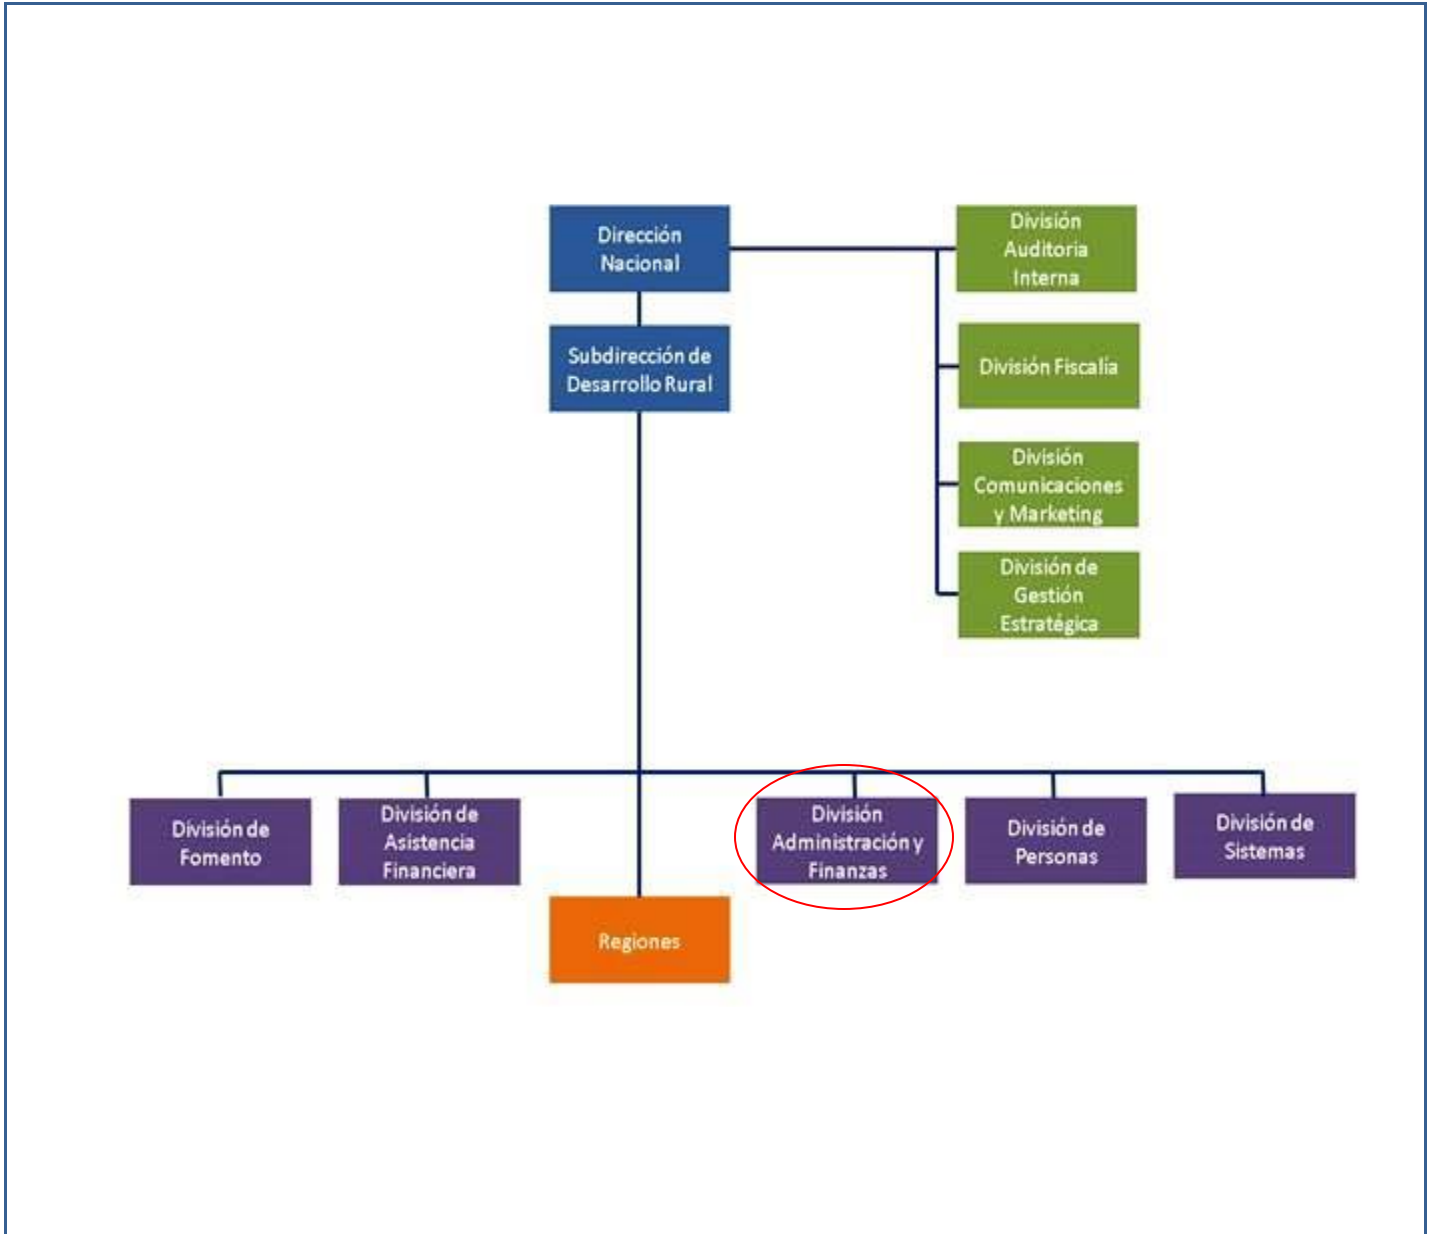 Dirección
Nacional
División
Auditoria
Interna
Subdirección de
Desarrollo Rural
División Fiscalía
División
Comunicaciones
y Marketing
División de
Gestión
Estratégica
División de
Fomento
División de
Asistencia
Financiera
División
Administración y
Finanzas
División de
Personas
División de
Sistemas
Regiones